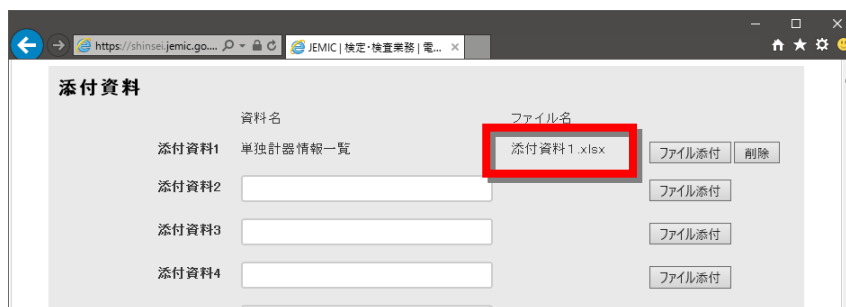 https://shinsei.jemic.go.... JEMIC | 検定・検査業務 | 電...
添付資料
資料名 ファイル名
添付資料1 単独計器情報一覧 添付資料1.xlsx ファイル添付 削除
添付資料2 ファイル添付
添付資料3 ファイル添付
添付資料4 ファイル添付